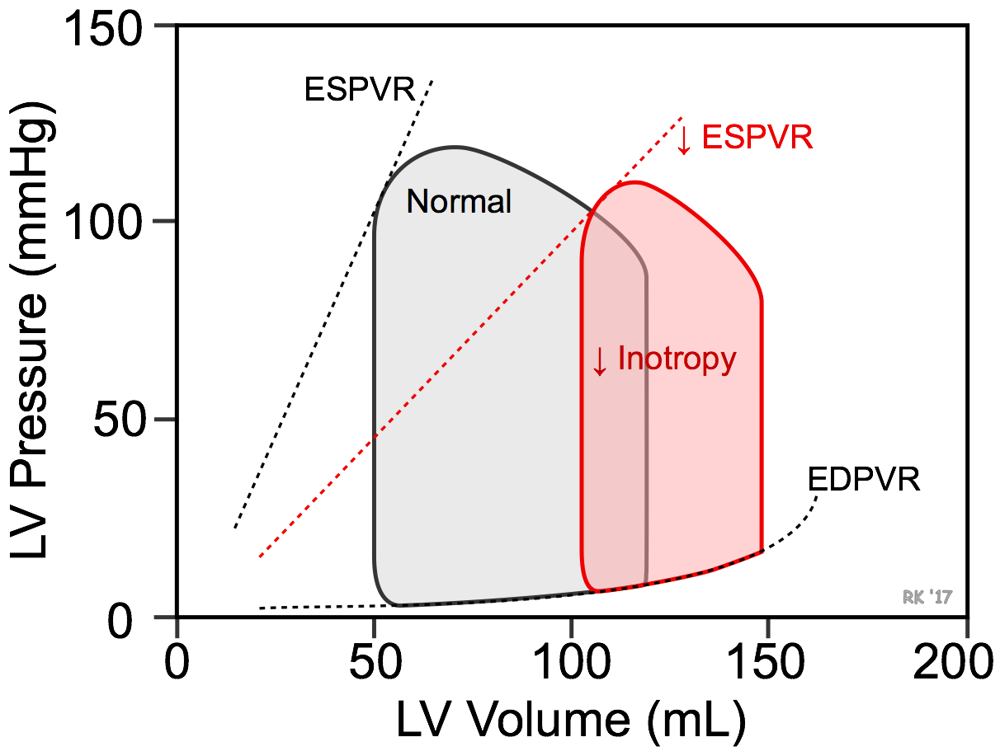 150
ESPVR
↓ ESPVR
Normal
100
LV Pressure (mmHg)
↓ Inotropy
50
EDPVR
RK '17
0
0 50 100 150 200
LV Volume (mL)